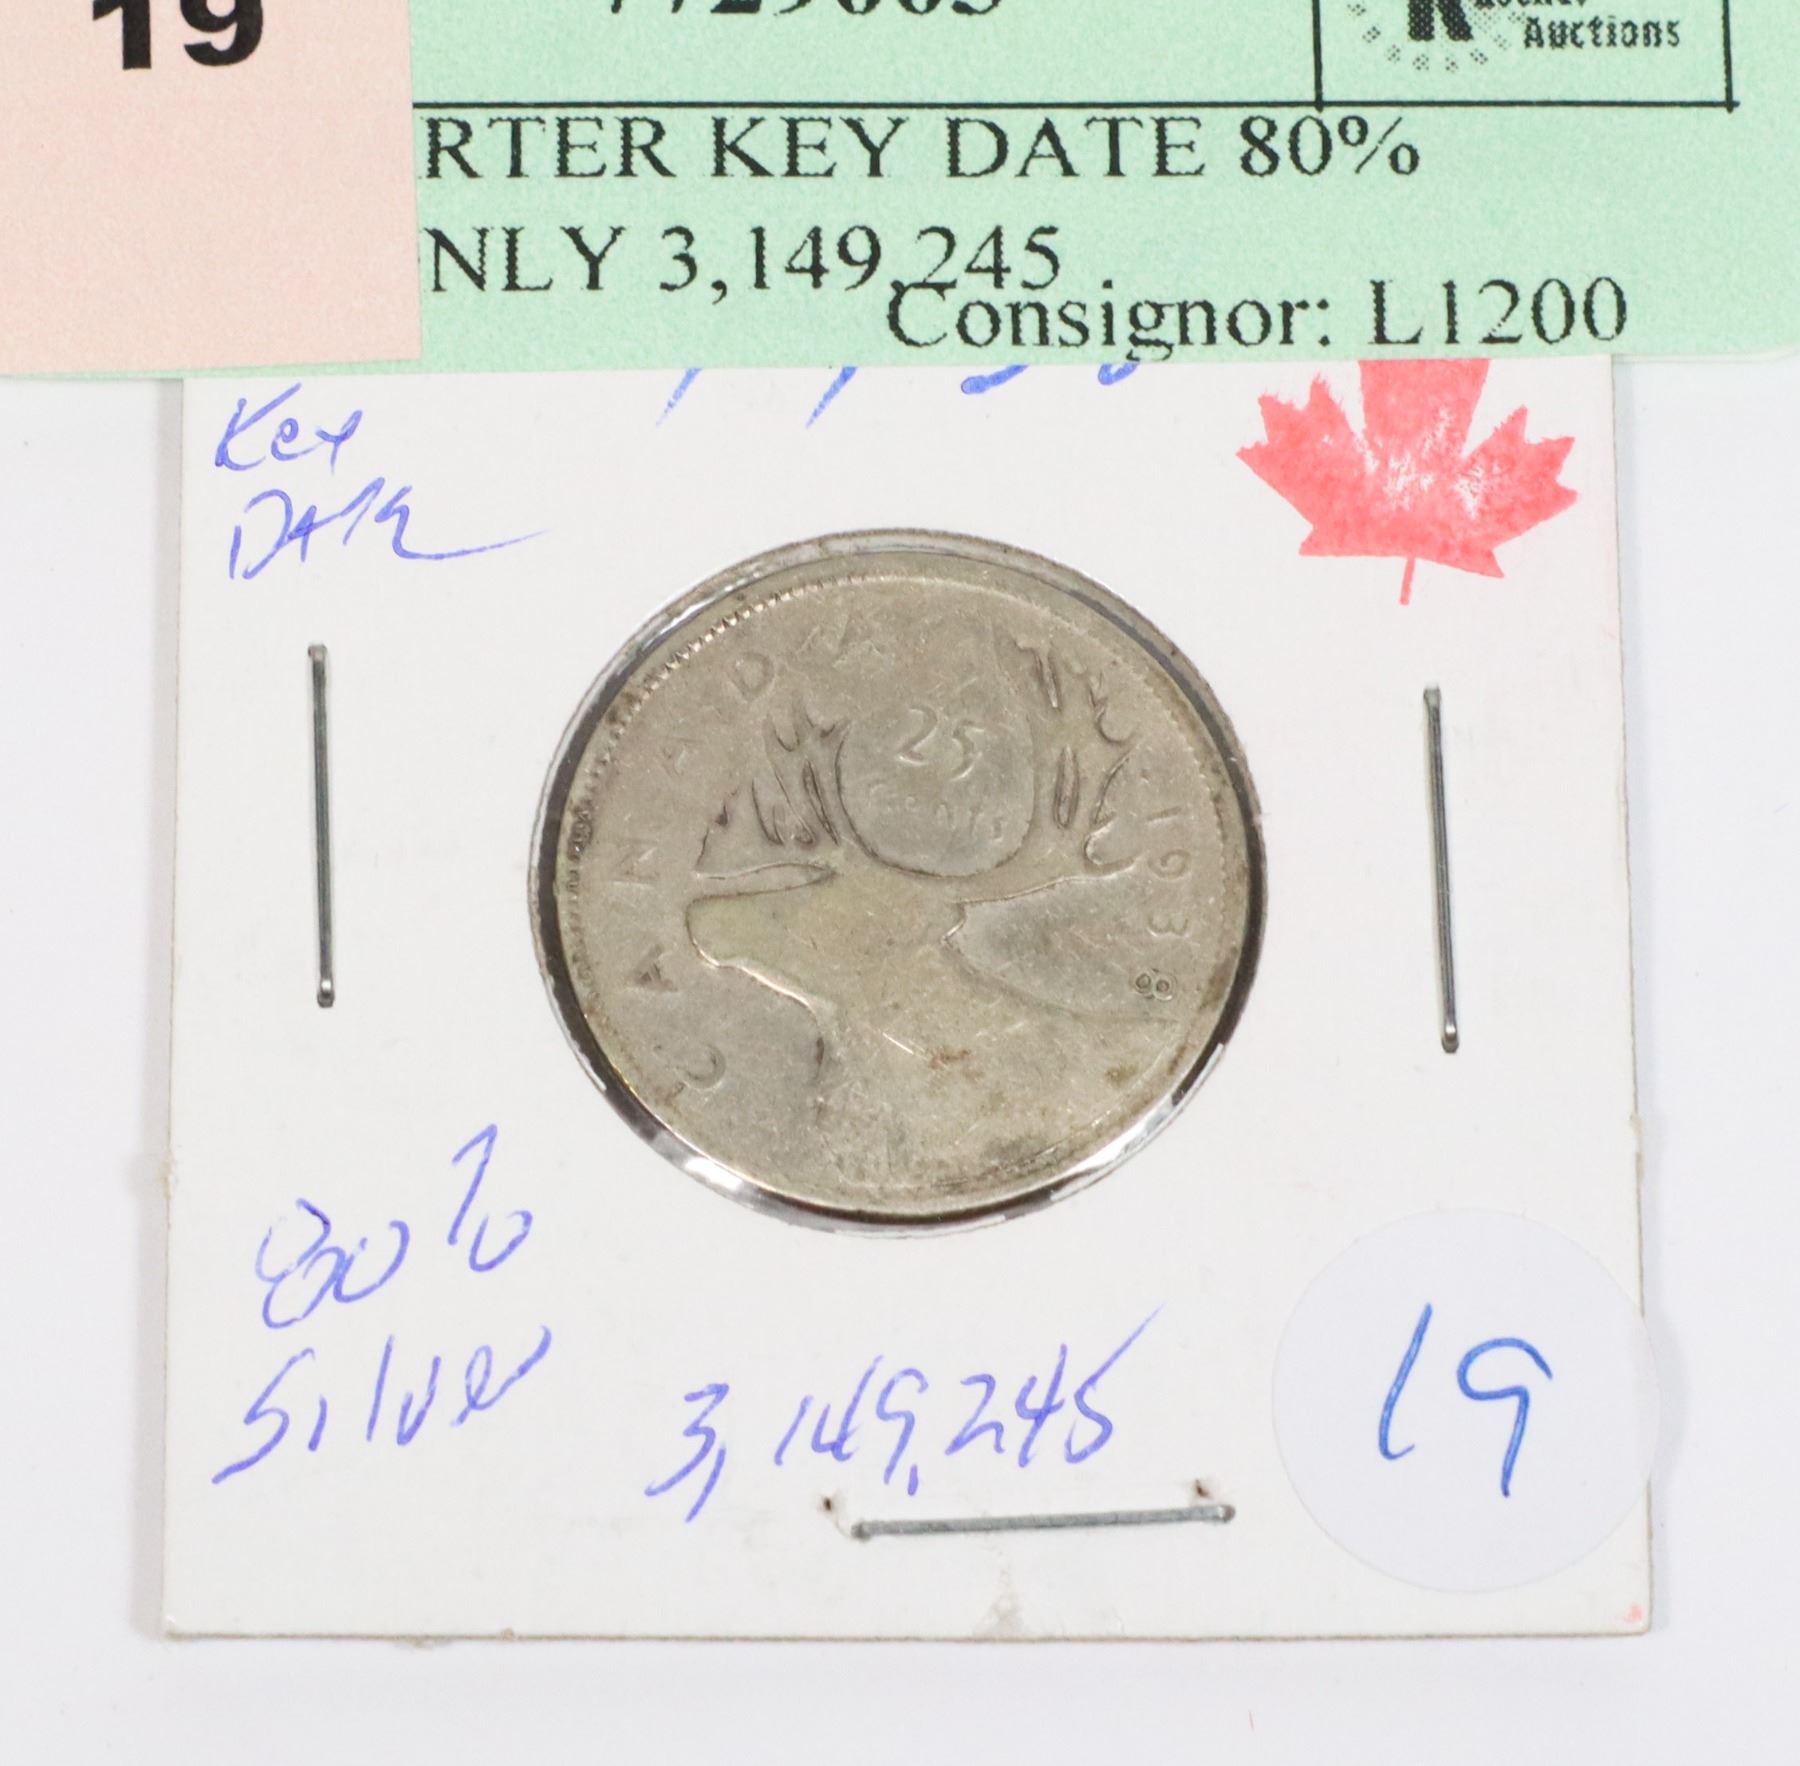 19
Auctions
RTER KEY DATE 80%
NLY 3,149,245
Consignor: L1200
Key
Date
CANADA
25
CENTS
1938
80%
Silver
3,149,245
19